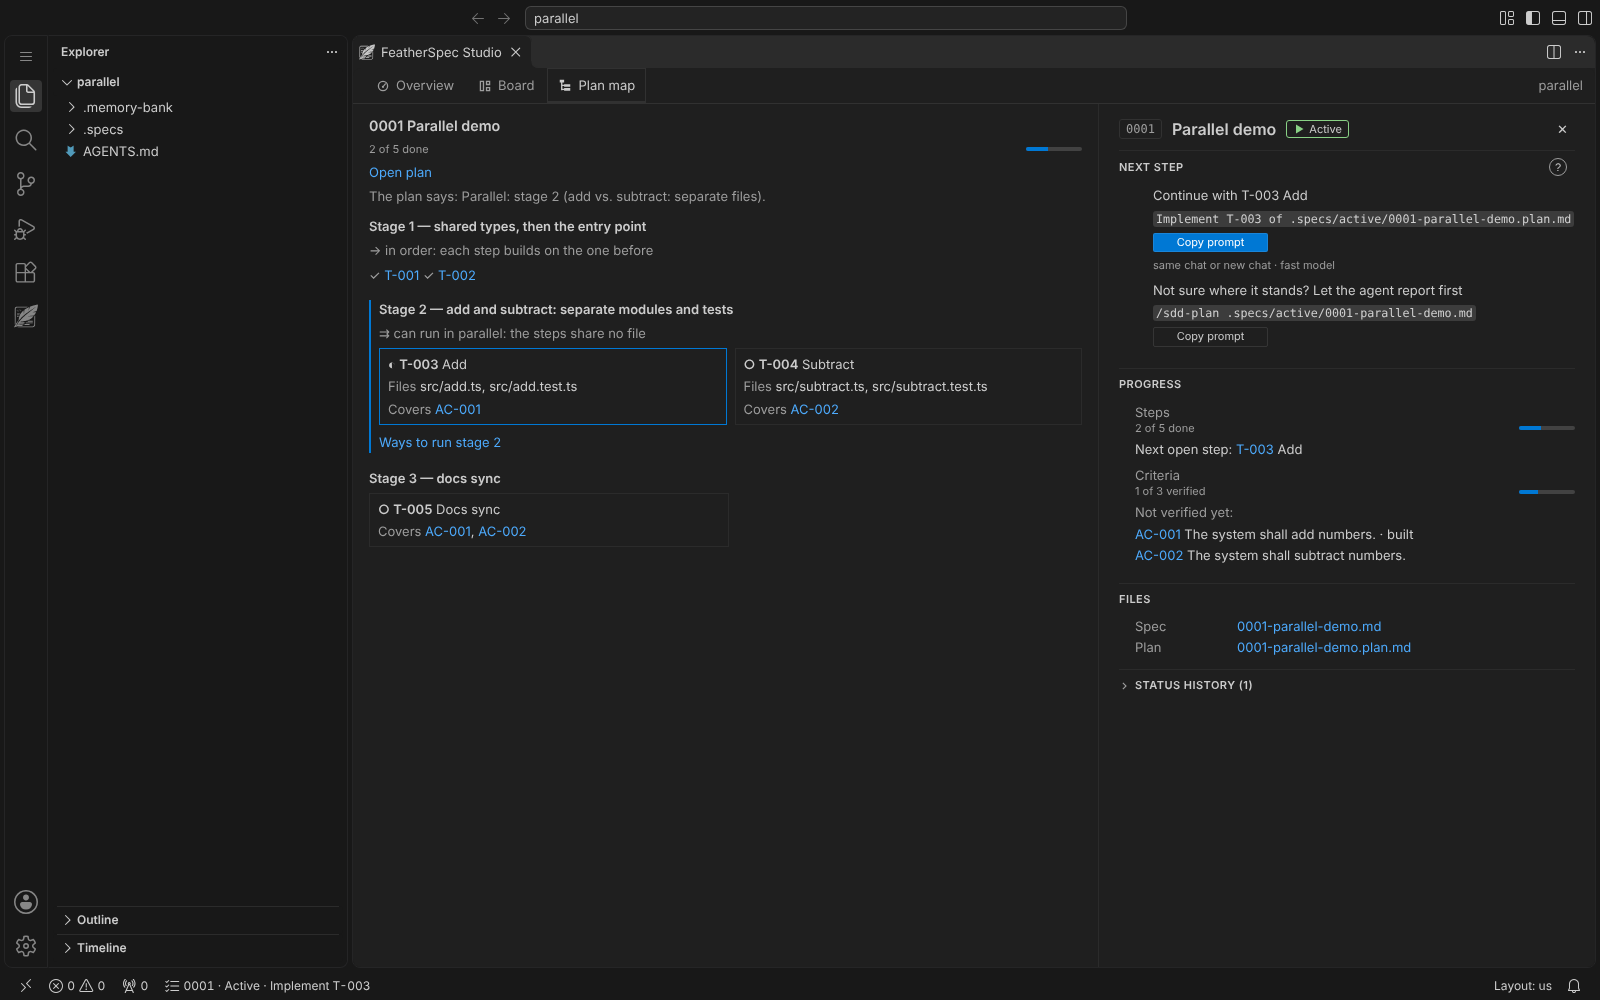 parallel
Explorer
parallel
.memory-bank
.specs
AGENTS.md
Outline
Timeline
FeatherSpec Studio
Overview
Board
Plan map
parallel
0001 Parallel demo
2 of 5 done
Open plan
The plan says: Parallel: stage 2 (add vs. subtract: separate files).
Stage 1 — shared types, then the entry point
→ in order: each step builds on the one before
✓ T-001 ✓ T-002
Stage 2 — add and subtract: separate modules and tests
⇉ can run in parallel: the steps share no file
T-003 Add
Files src/add.ts, src/add.test.ts
Covers AC-001
T-004 Subtract
Files src/subtract.ts, src/subtract.test.ts
Covers AC-002
Ways to run stage 2
Stage 3 — docs sync
T-005 Docs sync
Covers AC-001, AC-002
0001 Parallel demo Active
NEXT STEP
?
Continue with T-003 Add
Implement T-003 of .specs/active/0001-parallel-demo.plan.md
Copy prompt
same chat or new chat · fast model
Not sure where it stands? Let the agent report first
/sdd-plan .specs/active/0001-parallel-demo.md
Copy prompt
PROGRESS
Steps
2 of 5 done
Next open step: T-003 Add
Criteria
1 of 3 verified
Not verified yet:
AC-001 The system shall add numbers. · built
AC-002 The system shall subtract numbers.
FILES
Spec 0001-parallel-demo.md
Plan 0001-parallel-demo.plan.md
STATUS HISTORY (1)
0 0 0 0001 · Active · Implement T-003
Layout: us